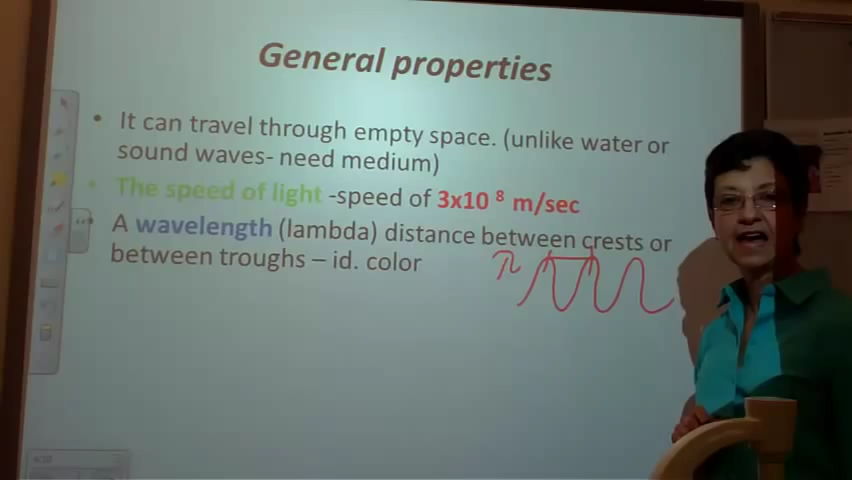 General properties
• It can travel through empty space. (unlike water or
sound waves- need medium)
• The speed of light -speed of 3x10 8 m/sec
A wavelength (lambda) distance between crests or
between troughs – id. color